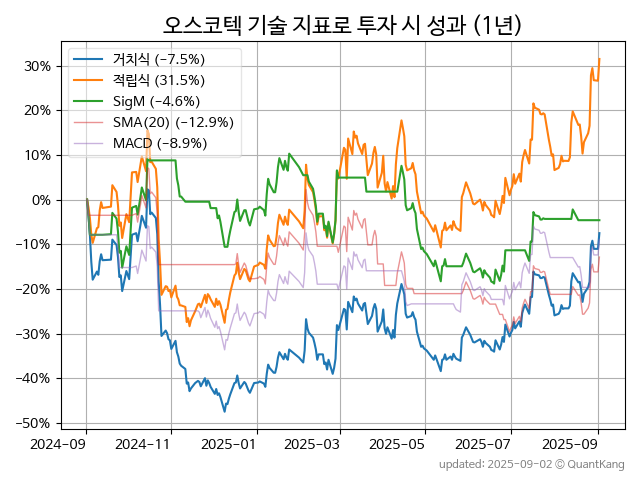 오스코텍 기술 지표로 투자 시 성과 (1년)
거치식 (−7.5%)
적립식 (31.5%)
SigM (−4.6%)
SMA(20) (−12.9%)
MACD (−8.9%)
30%
20%
10%
0%
−10%
−20%
−30%
−40%
−50%
2024-09 2024-11 2025-01 2025-03 2025-05 2025-07 2025-09
updated: 2025-09-02 © QuantKang